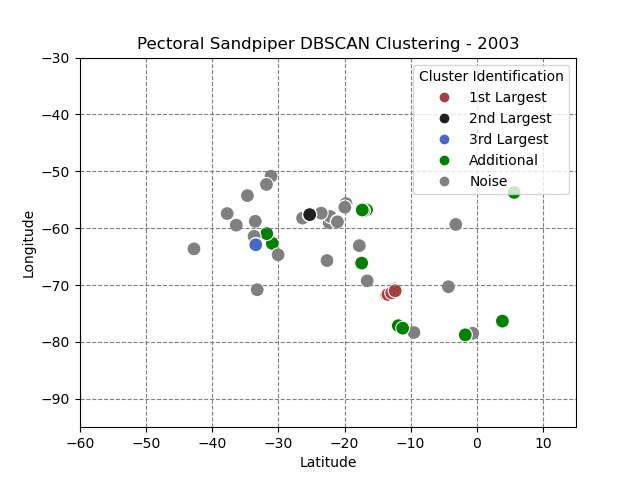 Pectoral Sandpiper DBSCAN Clustering - 2003
Cluster Identification
1st Largest
2nd Largest
3rd Largest
Additional
Noise
−30
−40
−50
−60
−70
−80
−90
Longitude
−60 −50 −40 −30 −20 −10 0 10
Latitude